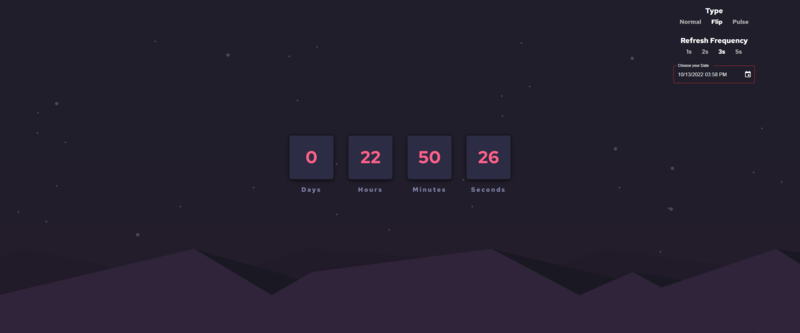 Type
Normal Flip Pulse
Refresh Frequency
1s 2s 3s 5s
Choose your Date
10/13/2022 03:58 PM
0 22 50 26
Days Hours Minutes Seconds